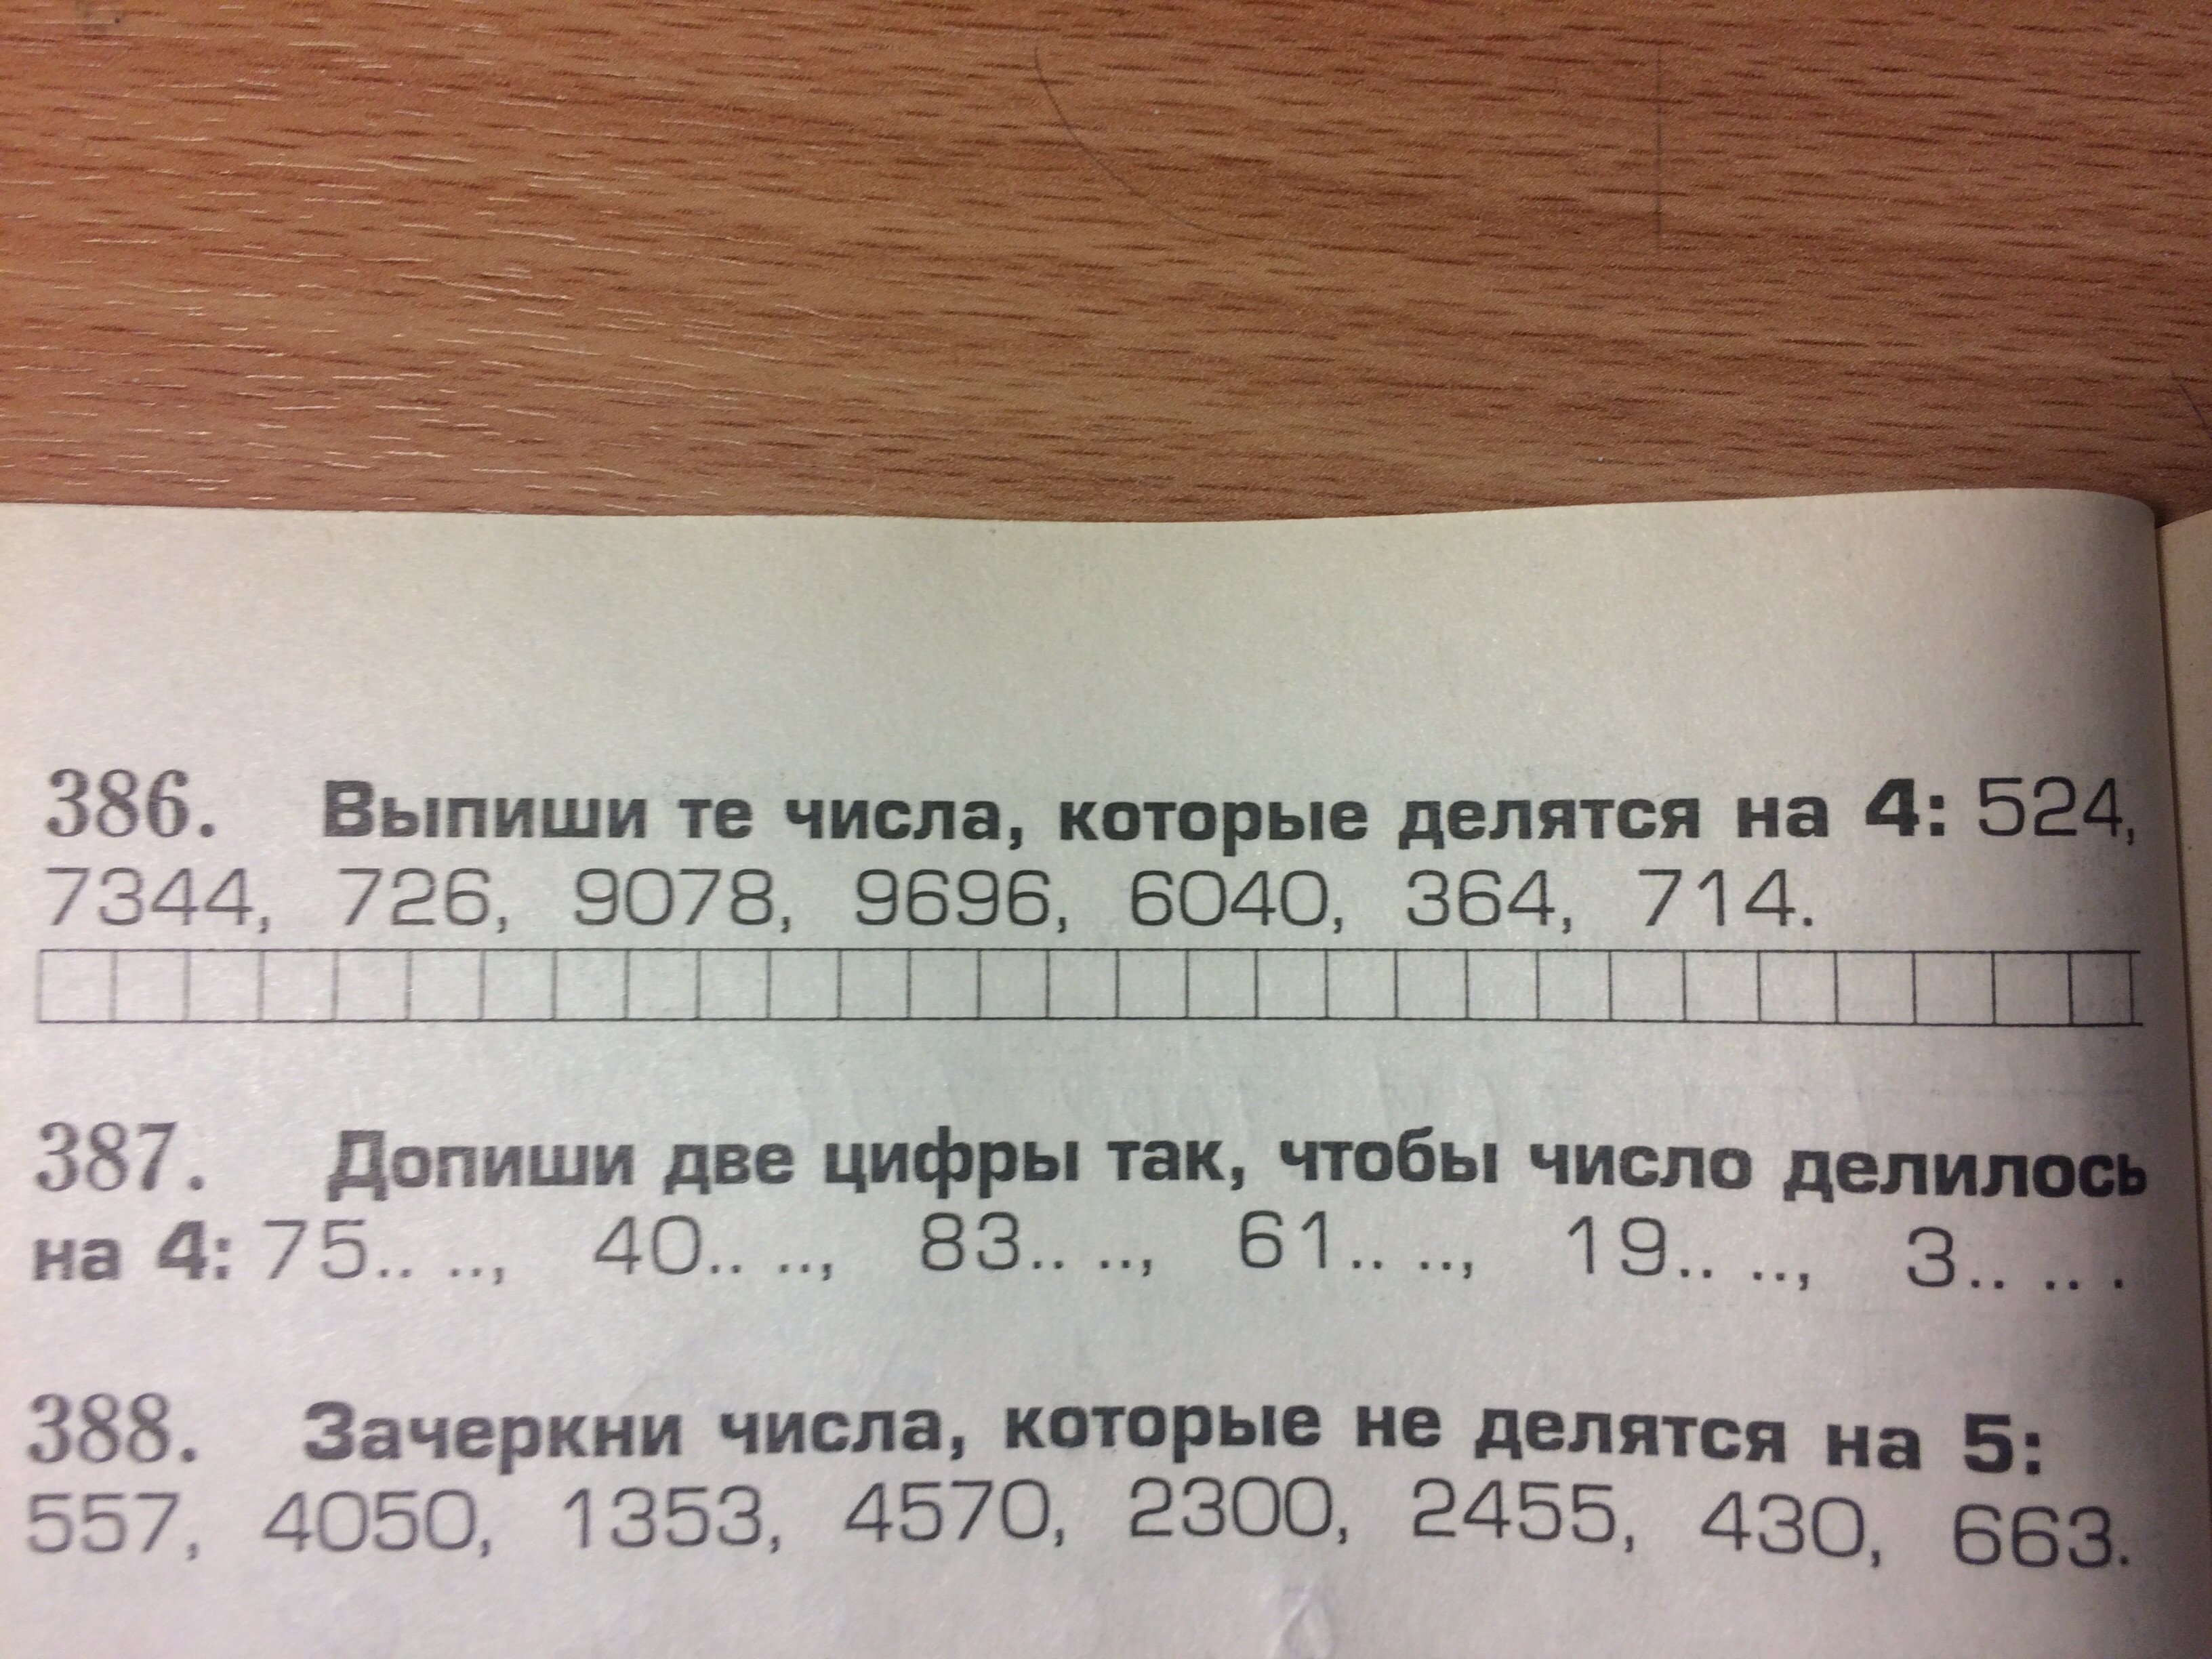 386. Выпиши те числа, которые делятся на 4: 524,
7344, 726, 9078, 9696, 6040, 364, 714.
387. Допиши две цифры так, чтобы число делилось
на 4: 75.. .., 40.. .., 83.. .., 61.. .., 19.. .., 3.. .. .
388. Зачеркни числа, которые не делятся на 5:
557, 4050, 1353, 4570, 2300, 2455, 430, 663.